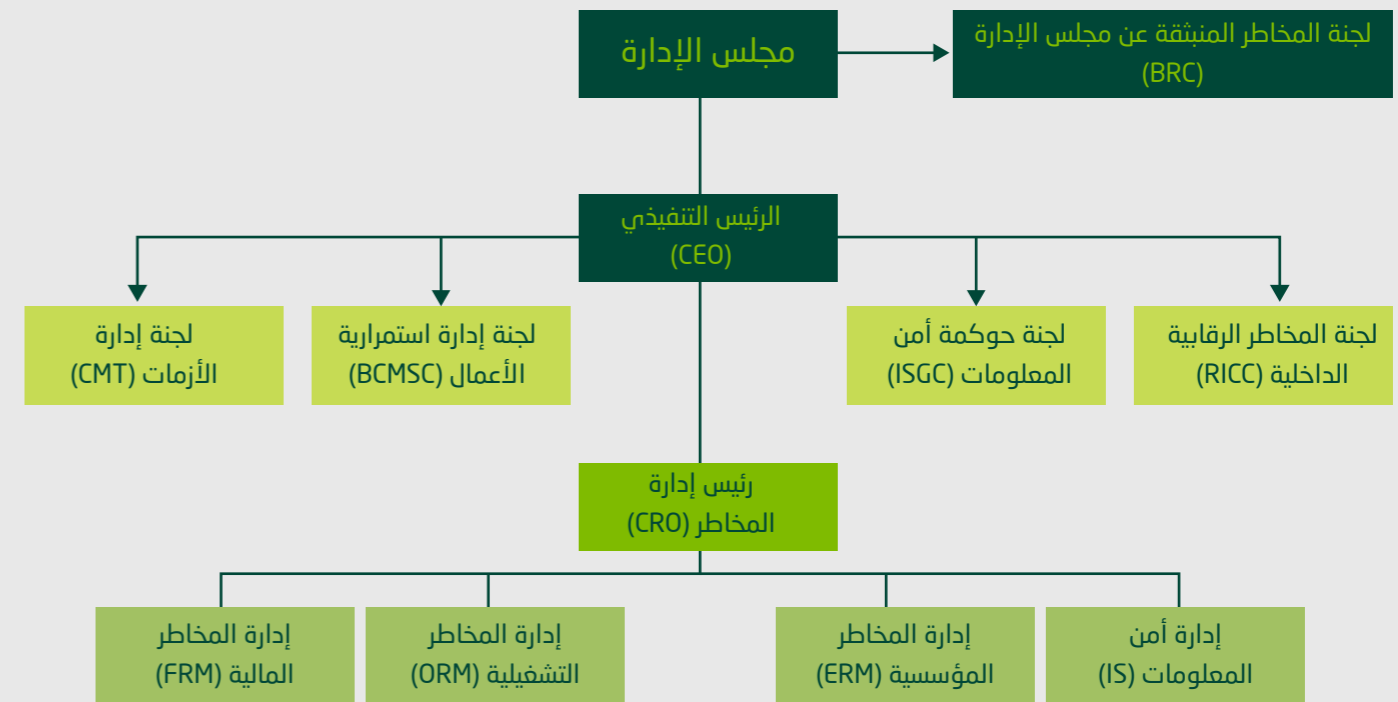 مجلس الإدارة
لجنة المخاطر المنبثقة عن مجلس الإدارة
(BRC)
الرئيس التنفيذي
(CEO)
لجنة المخاطر الرقابية
الداخلية (RICC)
لجنة حوكمة أمن
المعلومات (ISGC)
لجنة إدارة استمرارية
الأعمال (BCMSC)
لجنة إدارة
الأزمات (CMT)
رئيس إدارة
المخاطر (CRO)
إدارة أمن
المعلومات (IS)
إدارة المخاطر
المؤسسية (ERM)
إدارة المخاطر
التشغيلية (ORM)
إدارة المخاطر
المالية (FRM)